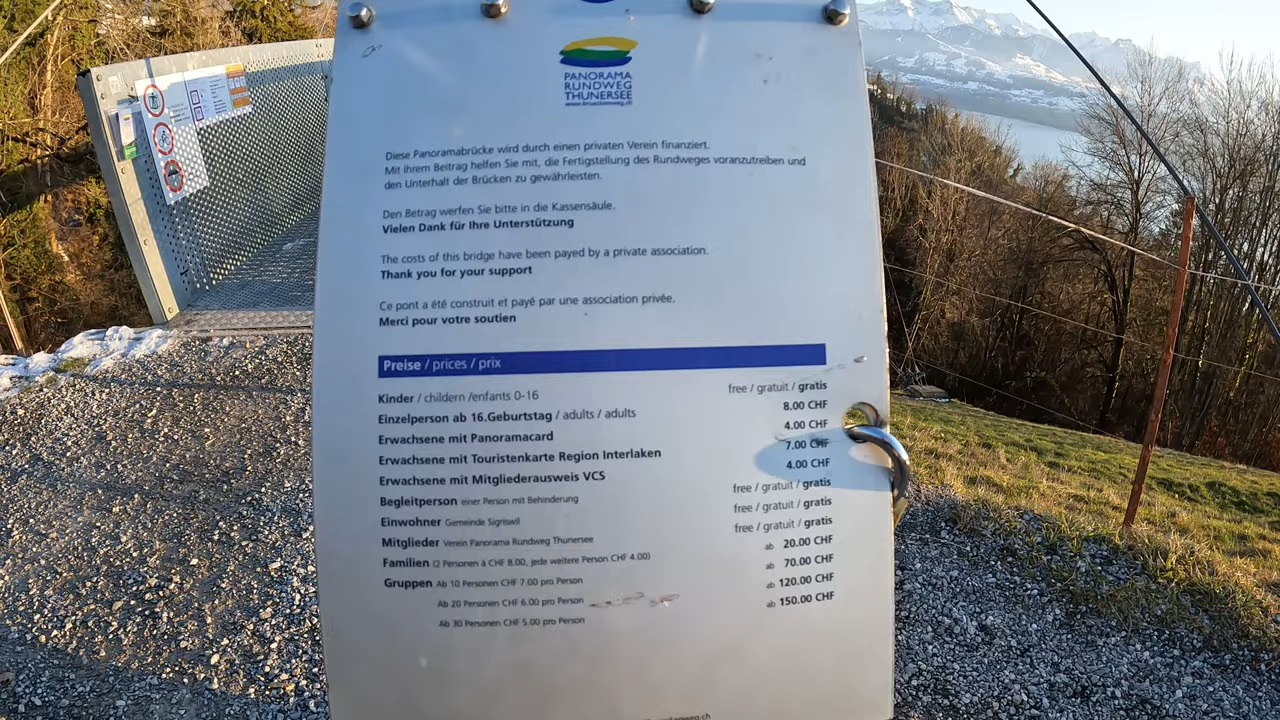 PANORAMA
RUNDWEG
THUNERSEE
www.brueckenweg.ch
Diese Panoramabrücke wird durch einen privaten Verein finanziert.
Mit Ihrem Beitrag helfen Sie mit, die Fertigstellung des Rundweges voranzutreiben und
den Unterhalt der Brücken zu gewährleisten.
Den Betrag werfen Sie bitte in die Kassensäule.
Vielen Dank für Ihre Unterstützung
The costs of this bridge have been payed by a private association.
Thank you for your support
Ce pont a été construit et payé par une association privée.
Merci pour votre soutien
Preise / prices / prix
Kinder / childern /enfants 0-16 free / gratuit / gratis
Einzelperson ab 16.Geburtstag / adults / adults 8.00 CHF
Erwachsene mit Panoramacard 4.00 CHF
Erwachsene mit Touristenkarte Region Interlaken 7.00 CHF
Erwachsene mit Mitgliederausweis VCS 4.00 CHF
Begleitperson einer Person mit Behinderung free / gratuit / gratis
Einwohner Gemeinde Sigriswil free / gratuit / gratis
Mitglieder Verein Panorama Rundweg Thunersee free / gratuit / gratis
Familien (2 Personen à CHF 8.00, jede weitere Person CHF 4.00) ab 20.00 CHF
Gruppen Ab 10 Personen CHF 7.00 pro Person ab 70.00 CHF
Ab 20 Personen CHF 6.00 pro Person ab 120.00 CHF
Ab 30 Personen CHF 5.00 pro Person ab 150.00 CHF